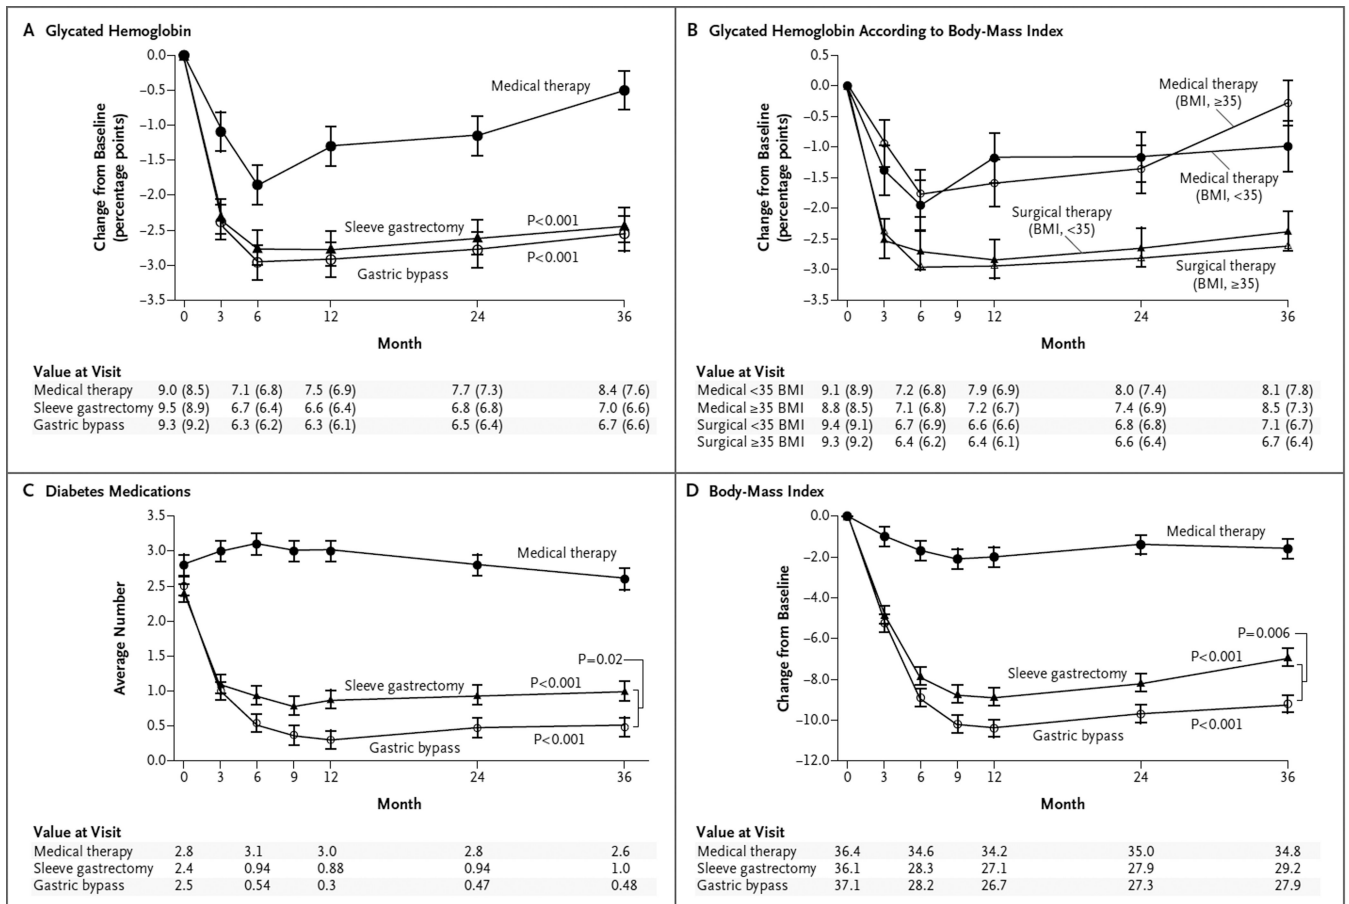 A Glycated Hemoglobin
0.0
−0.5
−1.0
−1.5
−2.0
−2.5
−3.0
−3.5
Change from Baseline
(percentage points)
Medical therapy
Sleeve gastrectomy
P<0.001
P<0.001
Gastric bypass
0 3 6 12 24 36
Month
Value at Visit
Medical therapy 9.0 (8.5) 7.1 (6.8) 7.5 (6.9) 7.7 (7.3) 8.4 (7.6)
Sleeve gastrectomy 9.5 (8.9) 6.7 (6.4) 6.6 (6.4) 6.8 (6.8) 7.0 (6.6)
Gastric bypass 9.3 (9.2) 6.3 (6.2) 6.3 (6.1) 6.5 (6.4) 6.7 (6.6)
B Glycated Hemoglobin According to Body-Mass Index
0.5
0.0
−0.5
−1.0
−1.5
−2.0
−2.5
−3.0
−3.5
Change from Baseline
(percentage points)
Medical therapy
(BMI, ≥35)
Medical therapy
(BMI, <35)
Surgical therapy
(BMI, <35)
Surgical therapy
(BMI, ≥35)
0 3 6 9 12 24 36
Month
Value at Visit
Medical <35 BMI 9.1 (8.9) 7.2 (6.8) 7.9 (6.9) 8.0 (7.4) 8.1 (7.8)
Medical ≥35 BMI 8.8 (8.5) 7.1 (6.8) 7.2 (6.7) 7.4 (6.9) 8.5 (7.3)
Surgical <35 BMI 9.4 (9.1) 6.7 (6.9) 6.6 (6.6) 6.8 (6.8) 7.1 (6.7)
Surgical ≥35 BMI 9.3 (9.2) 6.4 (6.2) 6.4 (6.1) 6.6 (6.4) 6.7 (6.4)
C Diabetes Medications
3.5
3.0
2.5
2.0
1.5
1.0
0.5
0.0
Average Number
Medical therapy
P=0.02
Sleeve gastrectomy
P<0.001
Gastric bypass
P<0.001
0 3 6 9 12 24 36
Month
Value at Visit
Medical therapy 2.8 3.1 3.0 2.8 2.6
Sleeve gastrectomy 2.4 0.94 0.88 0.94 1.0
Gastric bypass 2.5 0.54 0.3 0.47 0.48
D Body-Mass Index
0.0
−2.0
−4.0
−6.0
−8.0
−10.0
−12.0
Change from Baseline
Medical therapy
P=0.006
P<0.001
Sleeve gastrectomy
P<0.001
Gastric bypass
0 3 6 9 12 24 36
Month
Value at Visit
Medical therapy 36.4 34.6 34.2 35.0 34.8
Sleeve gastrectomy 36.1 28.3 27.1 27.9 29.2
Gastric bypass 37.1 28.2 26.7 27.3 27.9